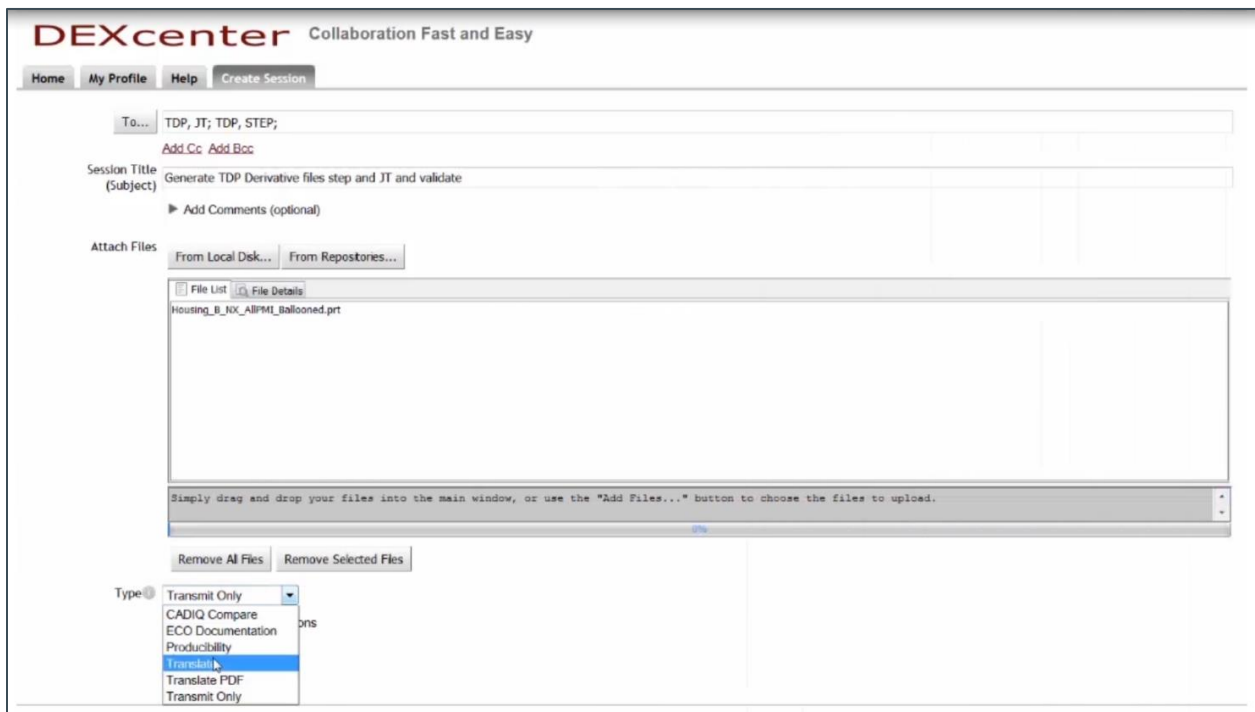 DEXcenter Collaboration Fast and Easy
Home My Profile Help Create Session
To... TDP, JT; TDP, STEP;
Add Cc Add Bcc
Session Title
(Subject) Generate TDP Derivative files step and JT and validate
Add Comments (optional)
Attach Files
From Local Disk... From Repostories...
File List File Details
Housing_B_NX_AllPMI_Ballooned.prt
Simply drag and drop your files into the main window, or use the "Add Files..." button to choose the files to upload.
0%
Remove All Files Remove Selected Files
Type Transmit Only
CADIQ Compare
ECO Documentation
ons
Producibility
Translate
Translate PDF
Transmit Only